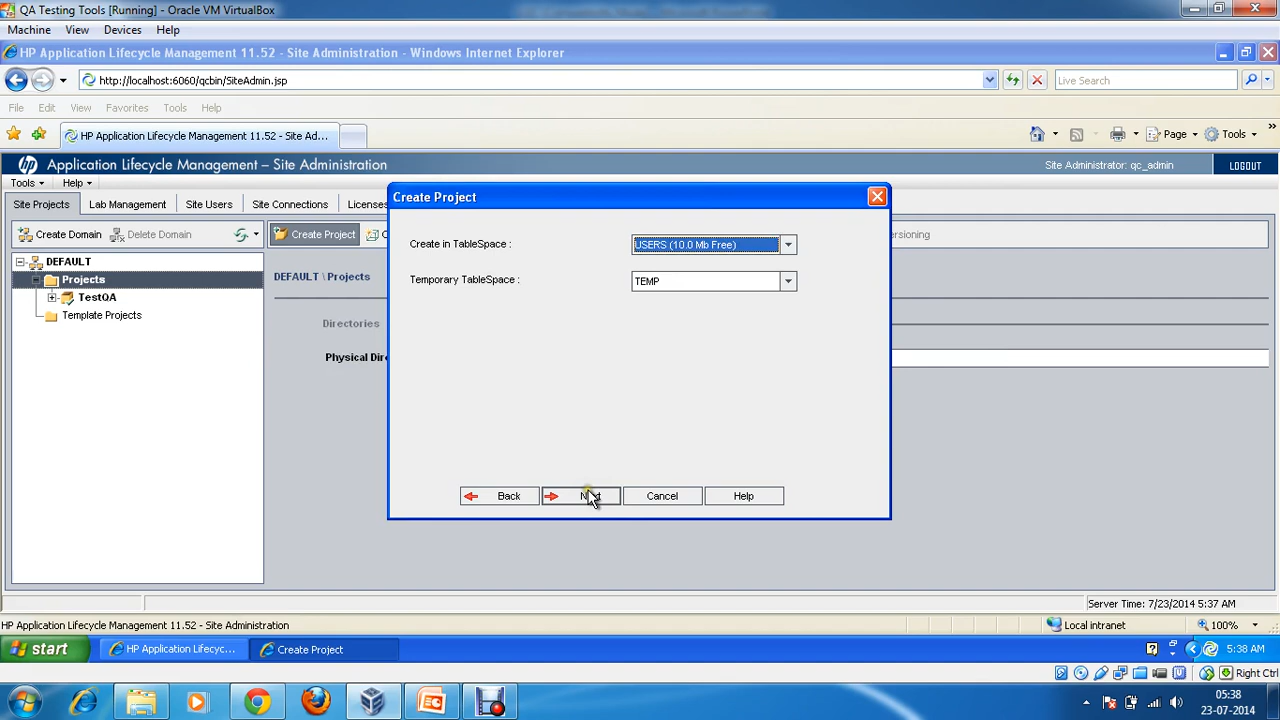 QA Testing Tools [Running] - Oracle VM VirtualBox
Machine View Devices Help
HP Application Lifecycle Management 11.52 - Site Administration - Windows Internet Explorer
http://localhost:6060/qcbin/SiteAdmin.jsp
Live Search
File Edit View Favorites Tools Help
HP Application Lifecycle Management 11.52 - Site Ad...
Page Tools
hp Application Lifecycle Management – Site Administration
Site Administrator: qc_admin
LOGOUT
Tools Help
Site Projects Lab Management Site Users Site Connections Licenses
Create Domain Delete Domain
Create Project
DEFAULT
Projects
TestQA
Template Projects
DEFAULT \ Projects
Directories
Create Project
Create in TableSpace :
USERS (10.0 Mb Free)
Temporary TableSpace :
TEMP
Back
Cancel
Help
Server Time: 7/23/2014 5:37 AM
HP Application Lifecycle Management 11.52 - Site Administration
Local intranet
100%
start
HP Application Lifecyc...
Create Project
5:38 AM
Right Ctrl
05:38
23-07-2014